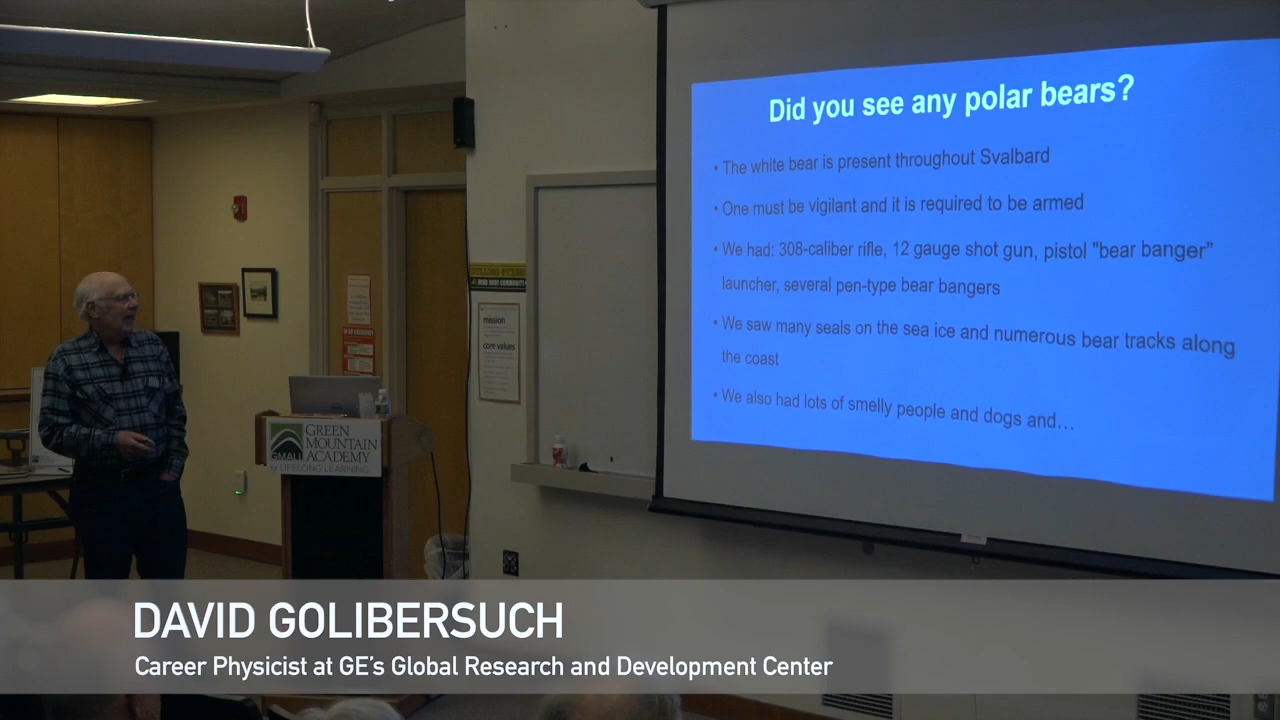 Did you see any polar bears?
• The white bear is present throughout Svalbard
• One must be vigilant and it is required to be armed
• We had: 308-caliber rifle, 12 gauge shot gun, pistol "bear banger"
launcher, several pen-type bear bangers
• We saw many seals on the sea ice and numerous bear tracks along
the coast
• We also had lots of smelly people and dogs and…
mission
core values
GREEN
MOUNTAIN
ACADEMY
GMALL
for LIFELONG LEARNING
DAVID GOLIBERSUCH
Career Physicist at GE's Global Research and Development Center